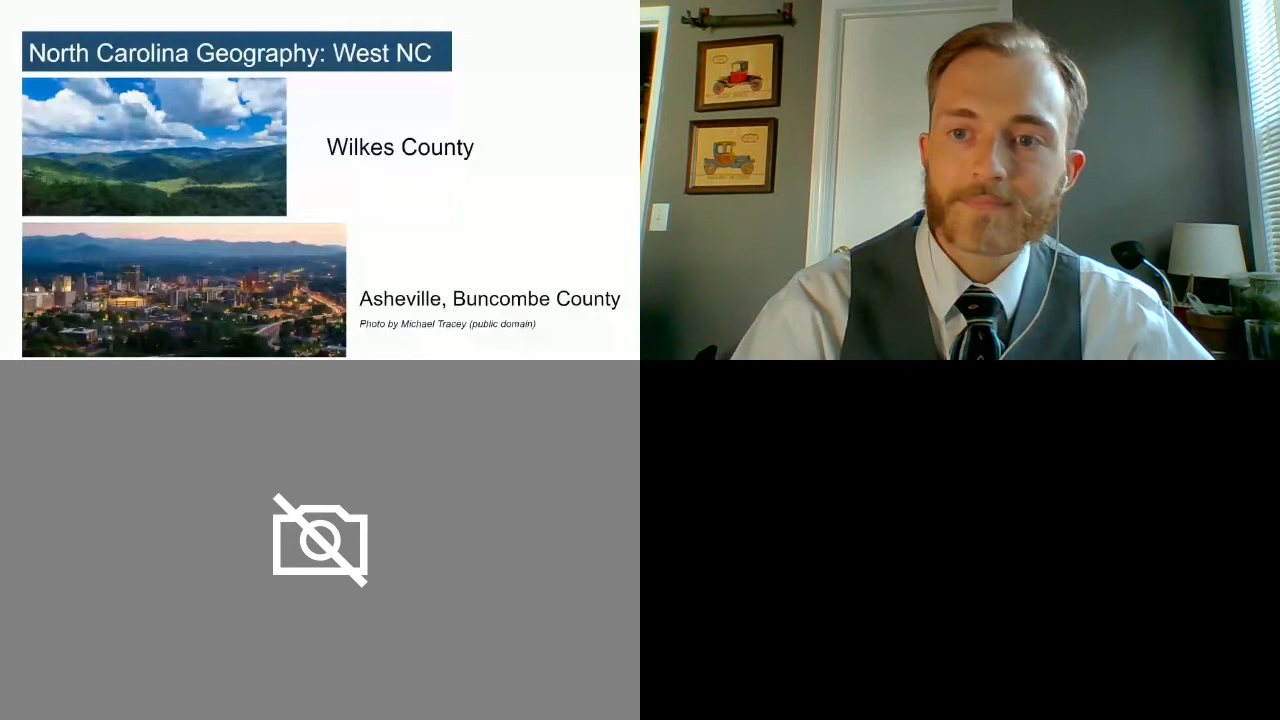 North Carolina Geography: West NC
Wilkes County
Asheville, Buncombe County
Photo by Michael Tracey (public domain)